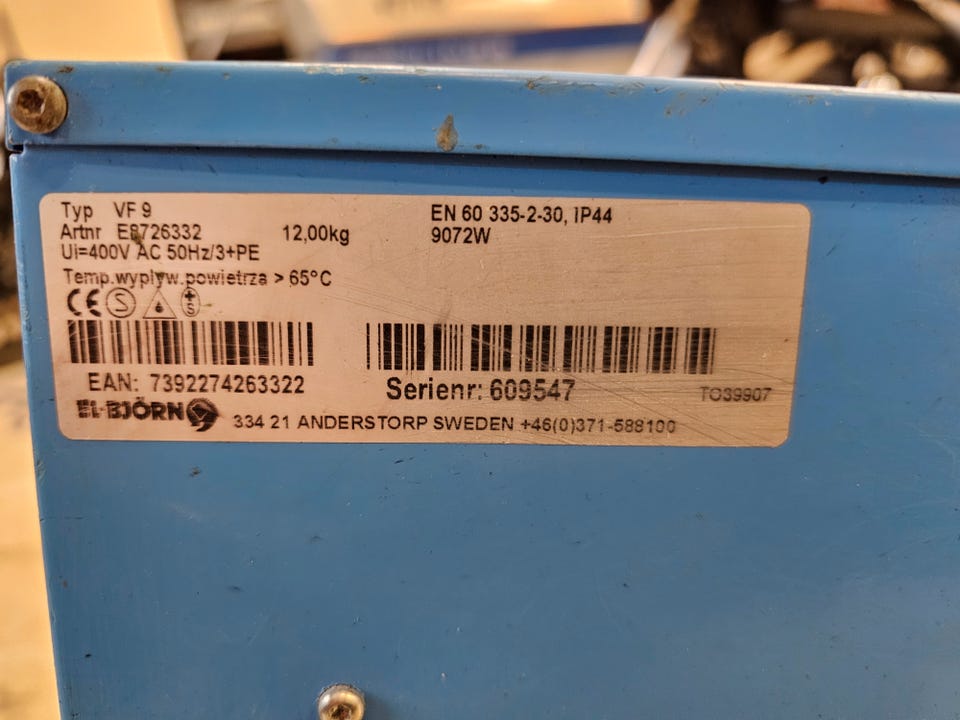 Typ VF 9
Artnr E8726332 12,00kg
Ui=400V AC 50Hz/3+PE
Temp.wypływ.powietrza > 65°C
EN 60 335-2-30, IP44
9072W
CE S S
EAN: 7392274263322
Serienr: 609547
TO39907
EL-BJÖRN
334 21 ANDERSTORP SWEDEN +46(0)371-588100